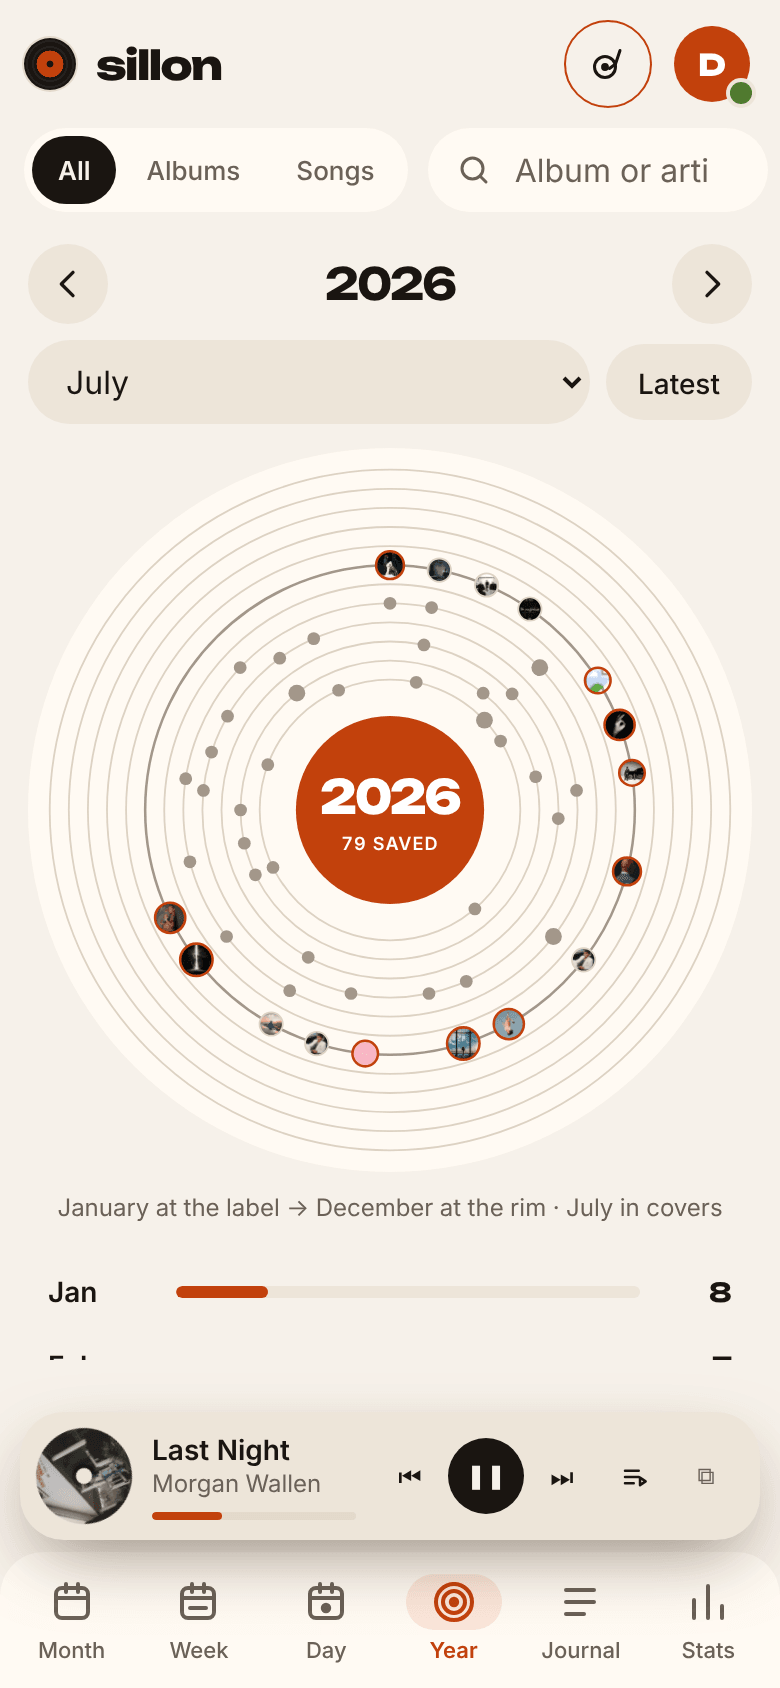 sillon
D
All Albums Songs Album or arti
2026
July Latest
2026
79 SAVED
January at the label → December at the rim · July in covers
Jan 8
Last Night
Morgan Wallen
Month Week Day Year Journal Stats